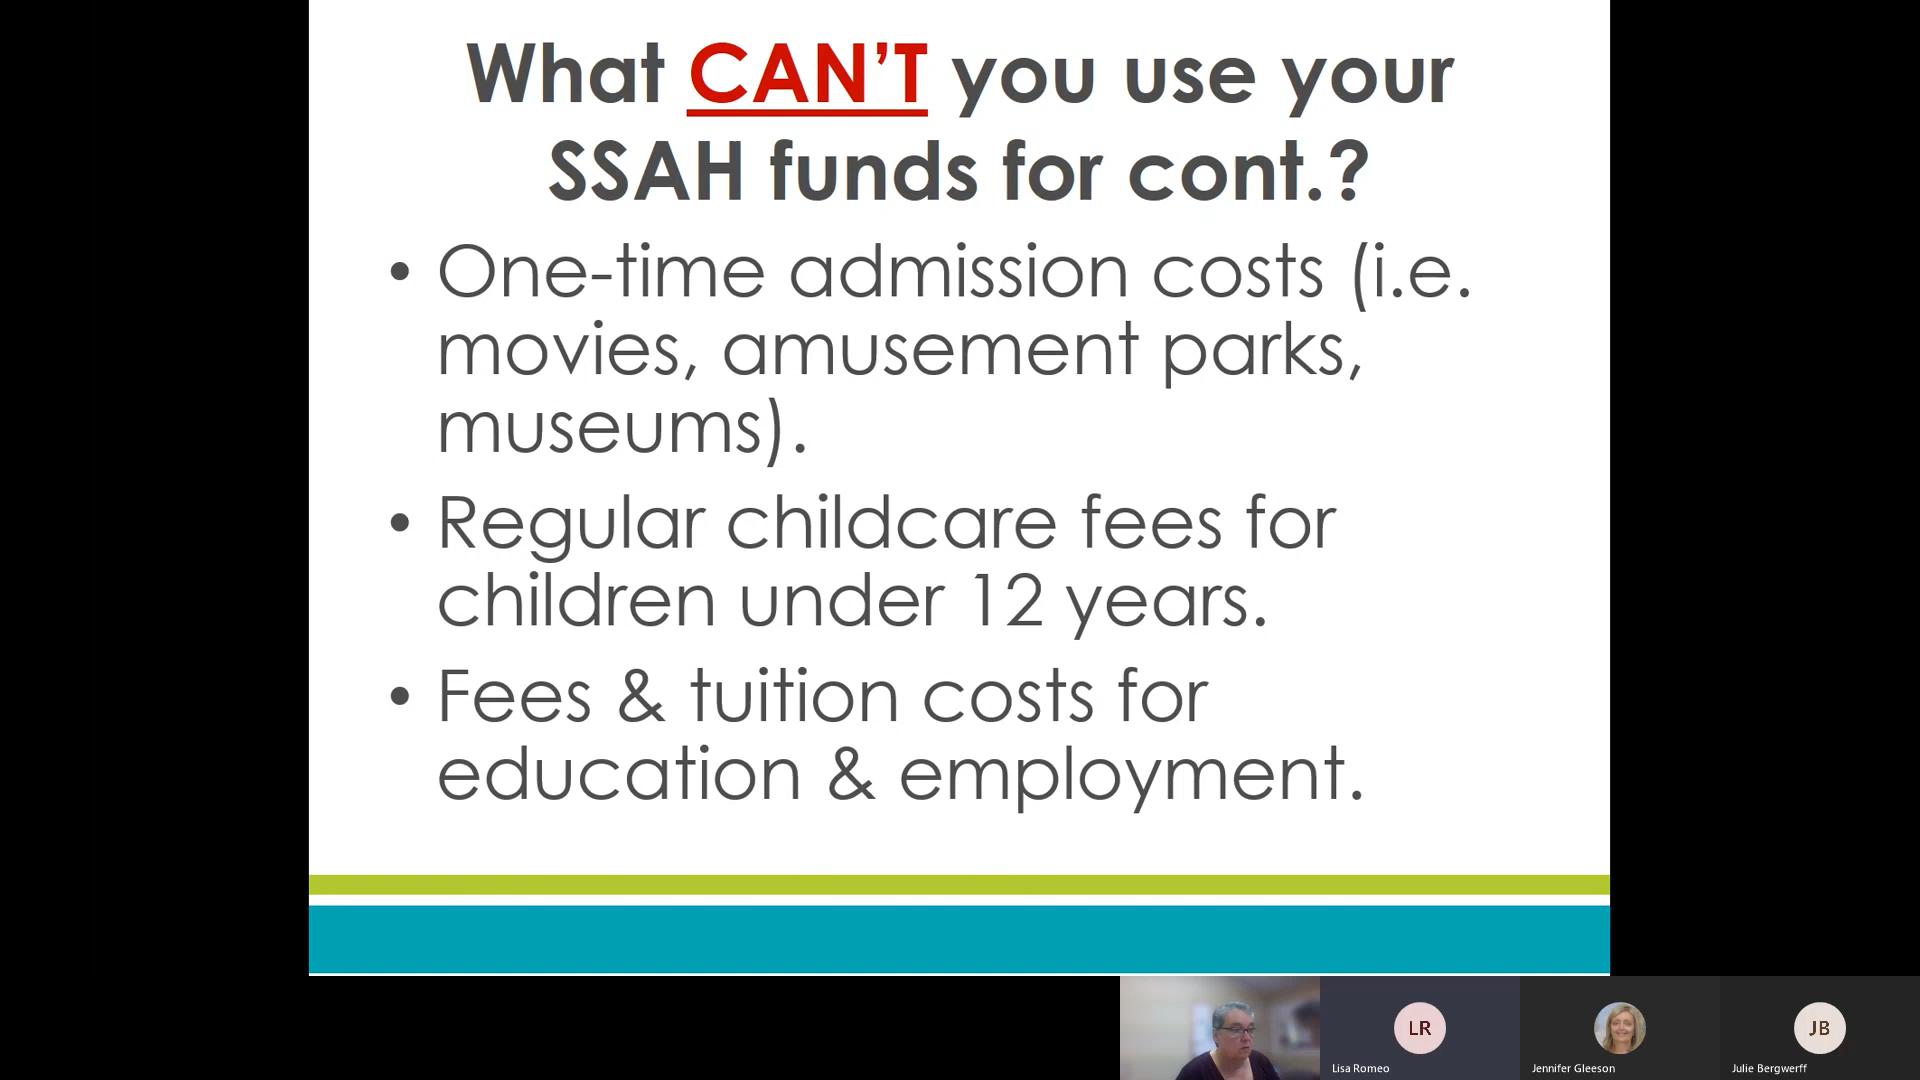 What CAN'T you use your
SSAH funds for cont.?
• One-time admission costs (i.e.
movies, amusement parks,
museums).
• Regular childcare fees for
children under 12 years.
• Fees & tuition costs for
education & employment.
LR
JB
Lisa Romeo
Jennifer Gleeson
Julie Bergwerff